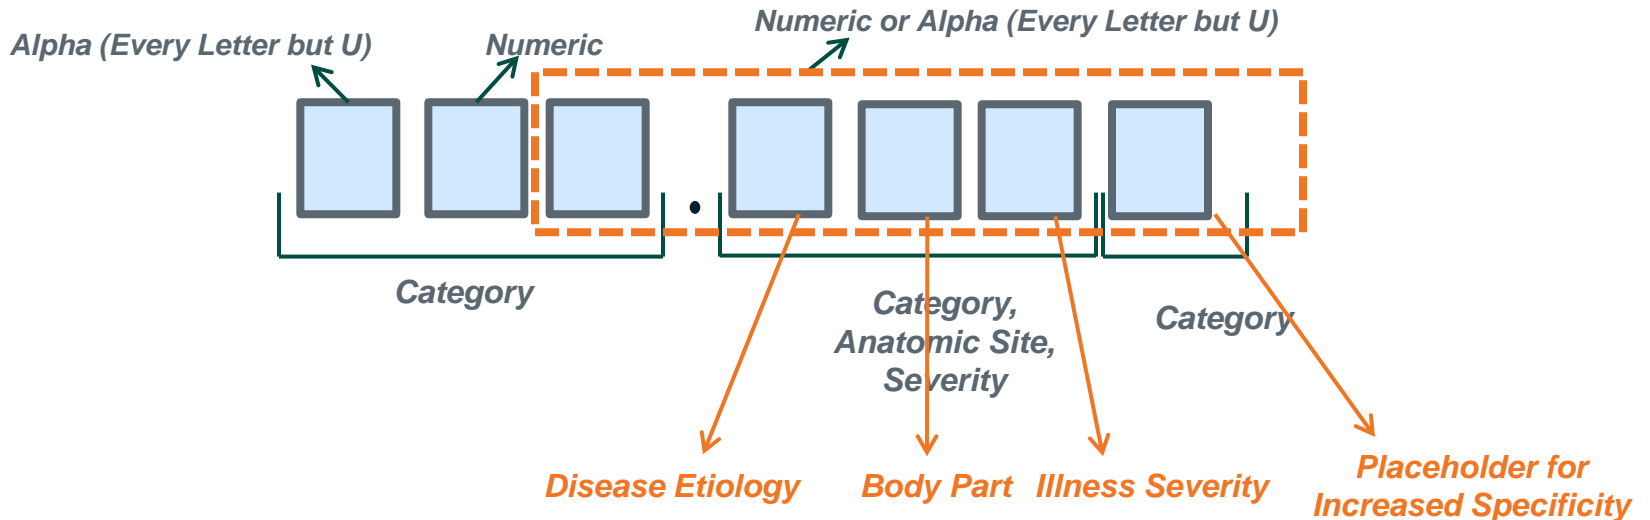 Numeric or Alpha (Every Letter but U)
Alpha (Every Letter but U)
Numeric
Category
Category,
Anatomic Site,
Severity
Category
Disease Etiology
Body Part
Illness Severity
Placeholder for
Increased Specificity